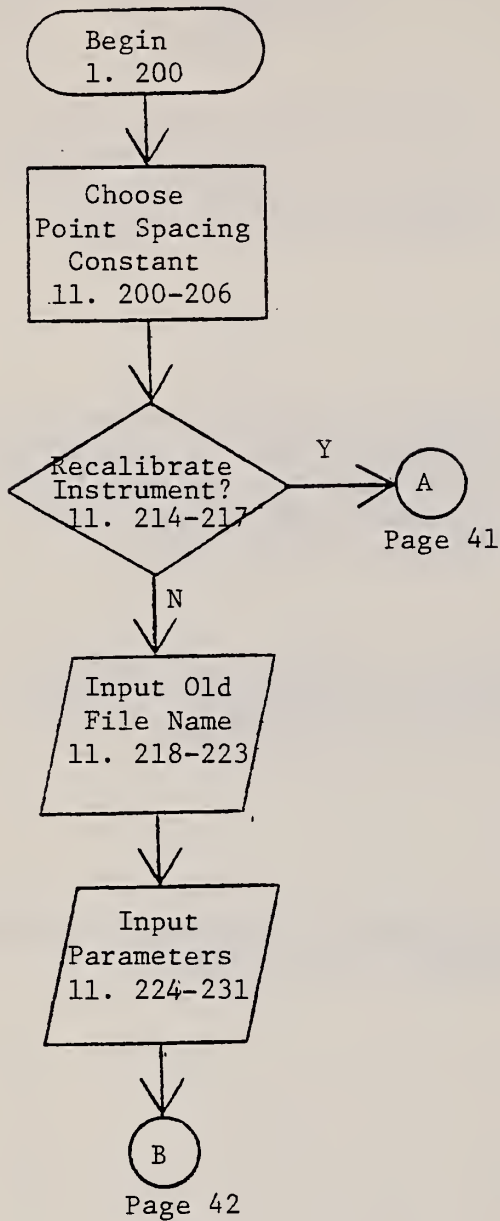 Begin
1. 200
Choose
Point Spacing
Constant
11. 200-206
Recalibrate
Instrument?
11. 214-217
Y
A
Page 41
N
Input Old
File Name
11. 218-223
Input
Parameters
11. 224-231
B
Page 42